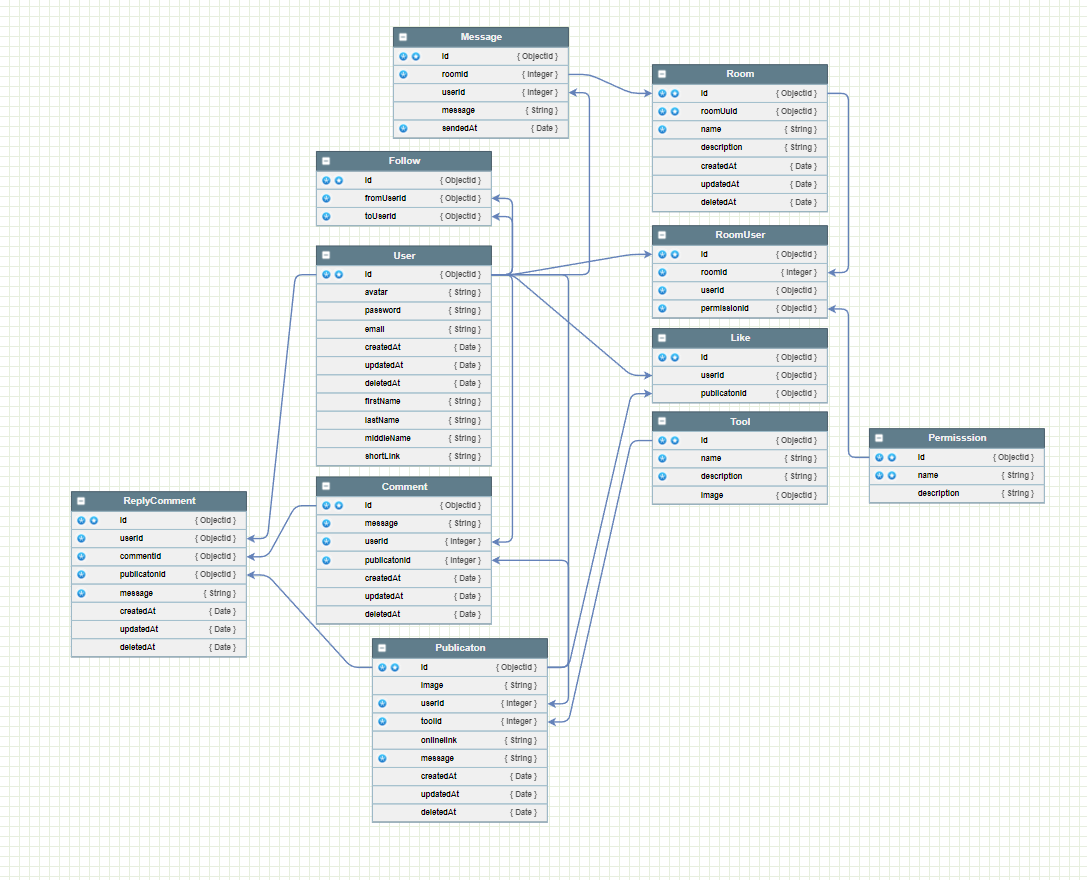 Message
id { ObjectId }
roomId { Integer }
userId { Integer }
message { String }
sendedAt { Date }
Room
id { ObjectId }
roomUuid { ObjectId }
name { String }
description { String }
createdAt { Date }
updatedAt { Date }
deletedAt { Date }
Follow
id { ObjectId }
fromUserId { ObjectId }
toUserId { ObjectId }
RoomUser
id { ObjectId }
roomId { Integer }
userId { ObjectId }
permissionId { ObjectId }
User
id { ObjectId }
avatar { String }
password { String }
email { String }
createdAt { Date }
updatedAt { Date }
deletedAt { Date }
firstName { String }
lastName { String }
middleName { String }
shortLink { String }
Like
id { ObjectId }
userId { ObjectId }
publicatonId { ObjectId }
Tool
id { ObjectId }
name { String }
description { String }
image { ObjectId }
Permisssion
id { ObjectId }
name { String }
description { String }
Comment
id { ObjectId }
message { String }
userId { Integer }
publicatonId { Integer }
createdAt { Date }
updatedAt { Date }
deletedAt { Date }
ReplyComment
id { ObjectId }
userId { ObjectId }
commentId { ObjectId }
publicatonId { ObjectId }
message { String }
createdAt { Date }
updatedAt { Date }
deletedAt { Date }
Publicaton
id { ObjectId }
image { String }
userId { Integer }
toolId { Integer }
onlinelink { String }
message { String }
createdAt { Date }
updatedAt { Date }
deletedAt { Date }